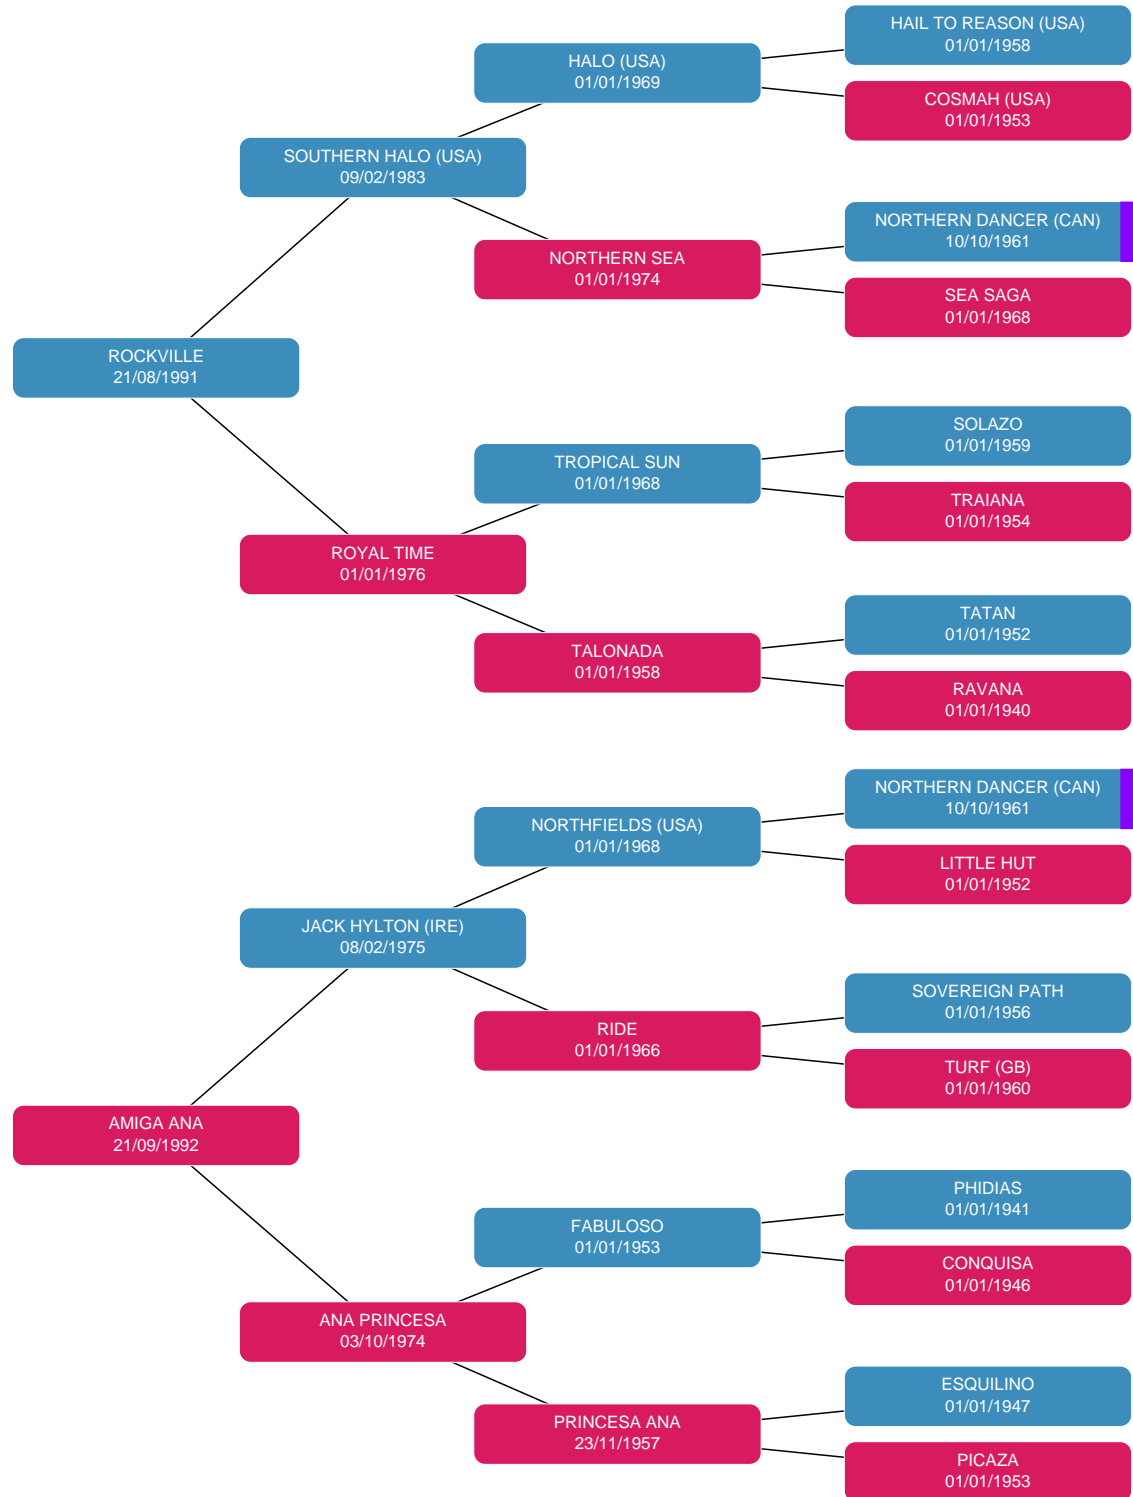 HAIL TO REASON (USA)
01/01/1958
HALO (USA)
01/01/1969
COSMAH (USA)
01/01/1953
SOUTHERN HALO (USA)
09/02/1983
NORTHERN DANCER (CAN)
10/10/1961
NORTHERN SEA
01/01/1974
SEA SAGA
01/01/1968
ROCKVILLE
21/08/1991
SOLAZO
01/01/1959
TROPICAL SUN
01/01/1968
TRAIANA
01/01/1954
ROYAL TIME
01/01/1976
TATAN
01/01/1952
TALONADA
01/01/1958
RAVANA
01/01/1940
NORTHERN DANCER (CAN)
10/10/1961
NORTHFIELDS (USA)
01/01/1968
LITTLE HUT
01/01/1952
JACK HYLTON (IRE)
08/02/1975
SOVEREIGN PATH
01/01/1956
RIDE
01/01/1966
TURF (GB)
01/01/1960
AMIGA ANA
21/09/1992
PHIDIAS
01/01/1941
FABULOSO
01/01/1953
CONQUISA
01/01/1946
ANA PRINCESA
03/10/1974
ESQUILINO
01/01/1947
PRINCESA ANA
23/11/1957
PICAZA
01/01/1953